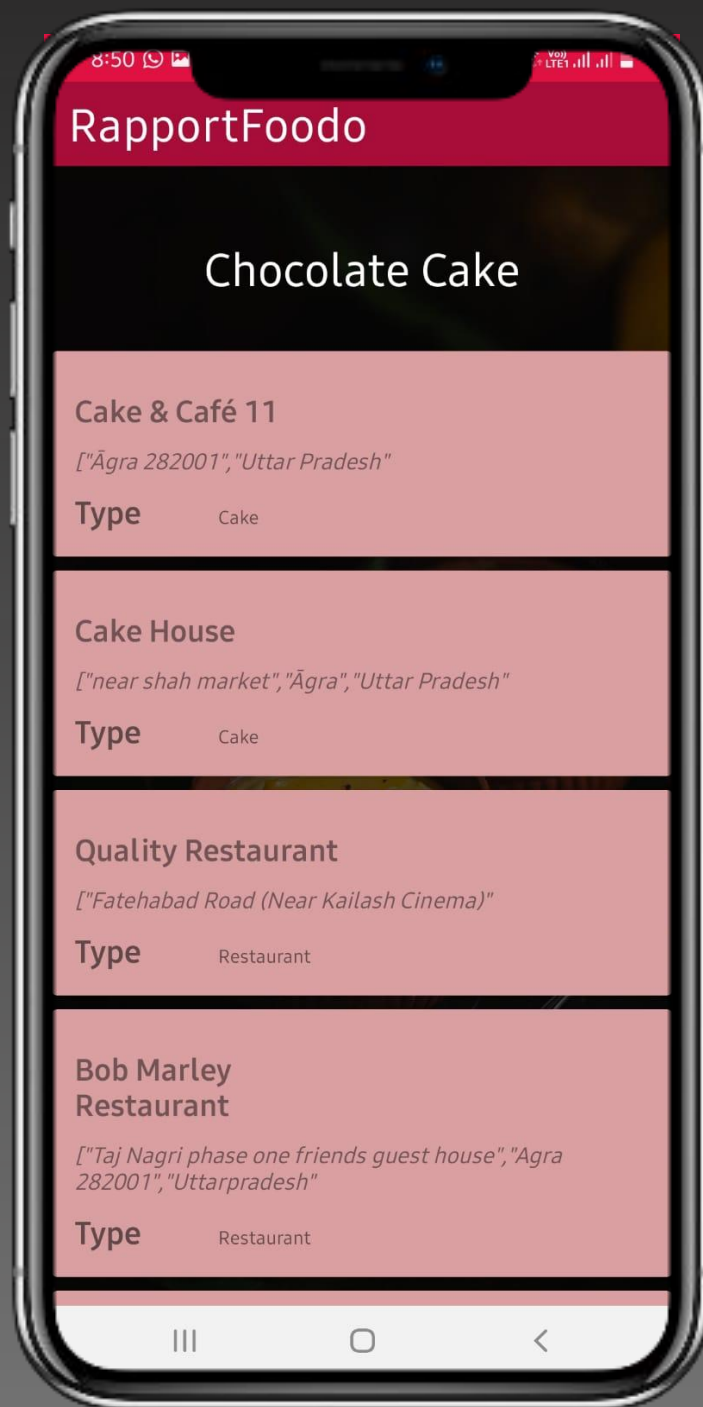 8:50
Vo))
LTE1
RapportFoodo
Chocolate Cake
Cake & Café 11
["Āgra 282001","Uttar Pradesh"
Type Cake
Cake House
["near shah market","Āgra","Uttar Pradesh"
Type Cake
Quality Restaurant
["Fatehabad Road (Near Kailash Cinema)"
Type Restaurant
Bob Marley
Restaurant
["Taj Nagri phase one friends guest house","Agra
282001","Uttarpradesh"
Type Restaurant